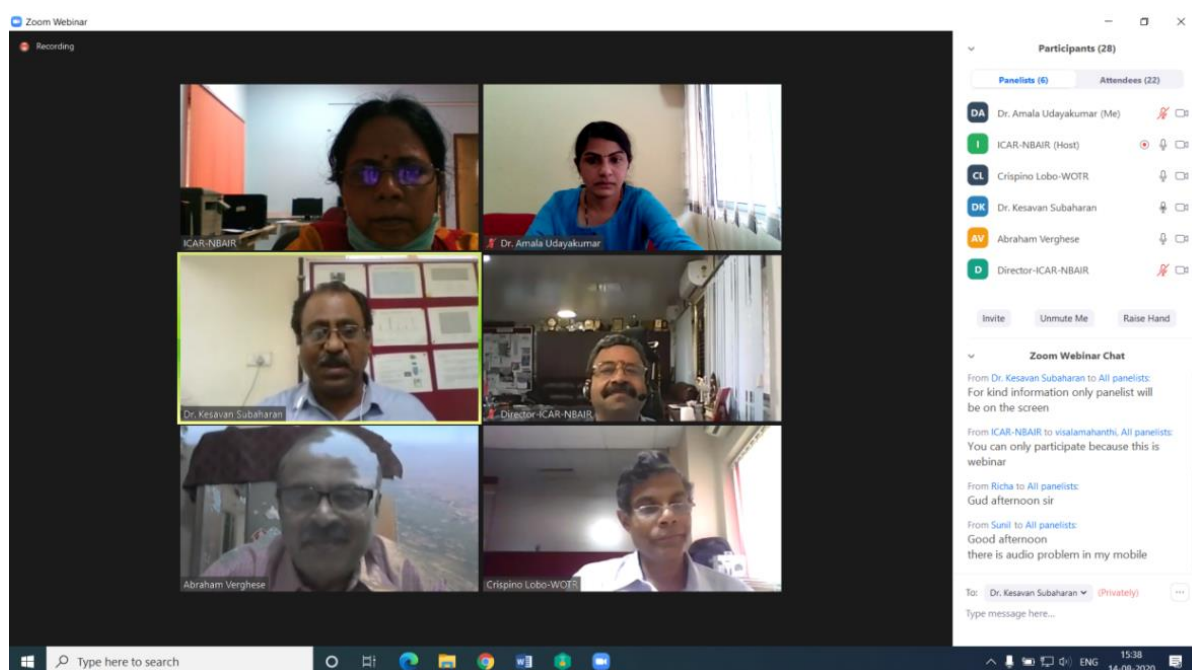 Zoom Webinar
Recording
ICAR-NBAIR
Dr. Amala Udayakumar
Dr. Kesavan Subaharan
Director-ICAR-NBAIR
Abraham Verghese
Crispino Lobo-WOTR
Participants (28)
Panelists (6) Attendees (22)
DA Dr. Amala Udayakumar (Me)
I ICAR-NBAIR (Host)
CL Crispino Lobo-WOTR
DK Dr. Kesavan Subaharan
AV Abraham Verghese
D Director-ICAR-NBAIR
Invite Unmute Me Raise Hand
Zoom Webinar Chat
From Dr. Kesavan Subaharan to All panelists:
For kind information only panelist will
be on the screen
From ICAR-NBAIR to visalamahanthi, All panelists:
You can only participate because this is
webinar
From Richa to All panelists:
Gud afternoon sir
From Sunil to All panelists:
Good afternoon
there is audio problem in my mobile
To: Dr. Kesavan Subaharan (Privately)
Type message here...
Type here to search
ENG
15:38
14-08-2020